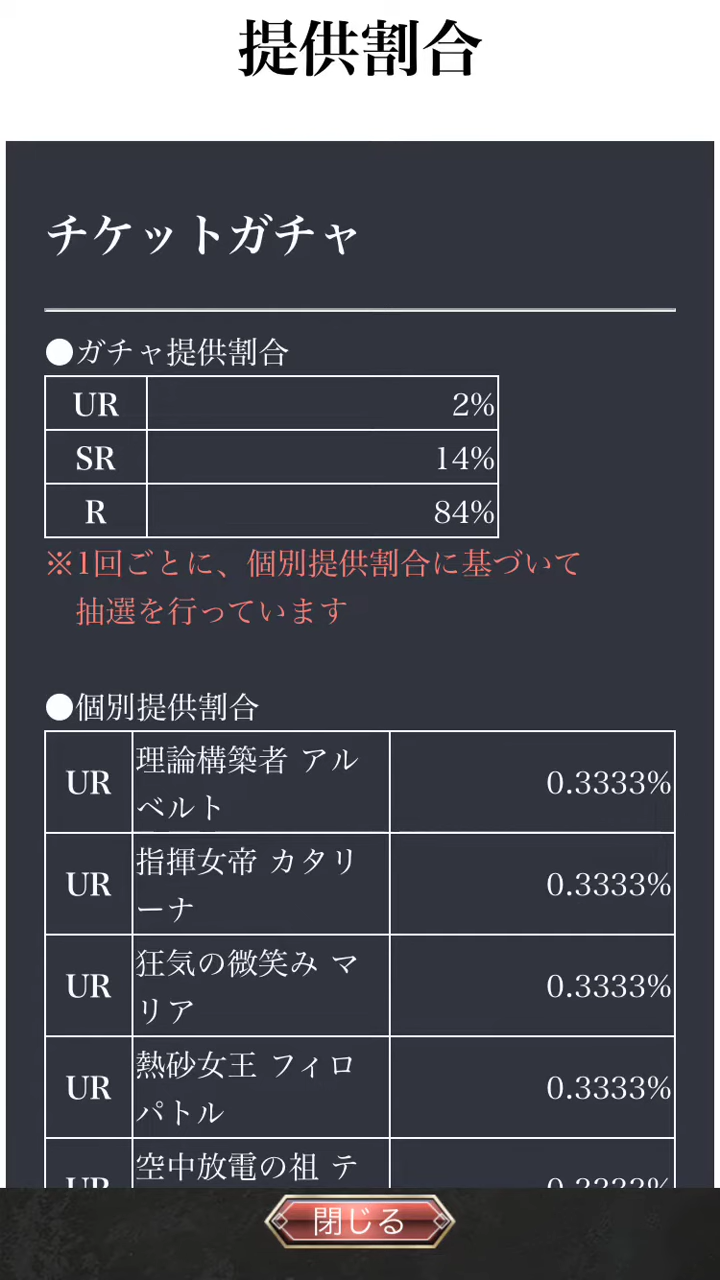 提供割合
チケットガチャ
●ガチャ提供割合
UR 2%
SR 14%
R 84%
※1回ごとに、個別提供割合に基づいて
抽選を行っています
●個別提供割合
UR 理論構築者 アル
ベルト 0.3333%
UR 指揮女帝 カタリ
ーナ 0.3333%
UR 狂気の微笑み マ
リア 0.3333%
UR 熱砂女王 フィロ
パトル 0.3333%
UR 空中放電の祖 テ
0.3333%
閉じる